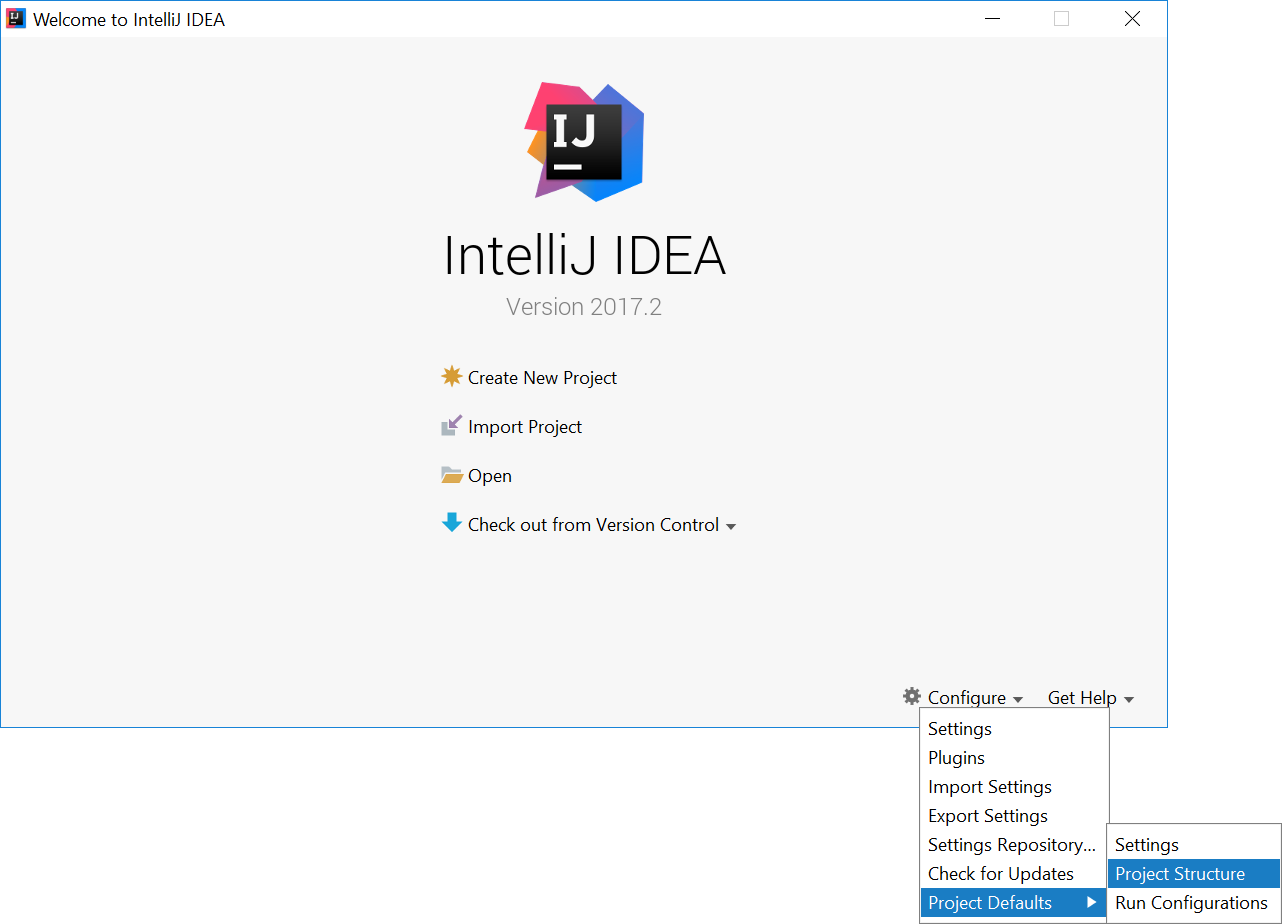 Welcome to IntelliJ IDEA
IJ
IntelliJ IDEA
Version 2017.2
Create New Project
Import Project
Open
Check out from Version Control
Configure
Get Help
Settings
Plugins
Import Settings
Export Settings
Settings Repository...
Check for Updates
Project Defaults
Settings
Project Structure
Run Configurations